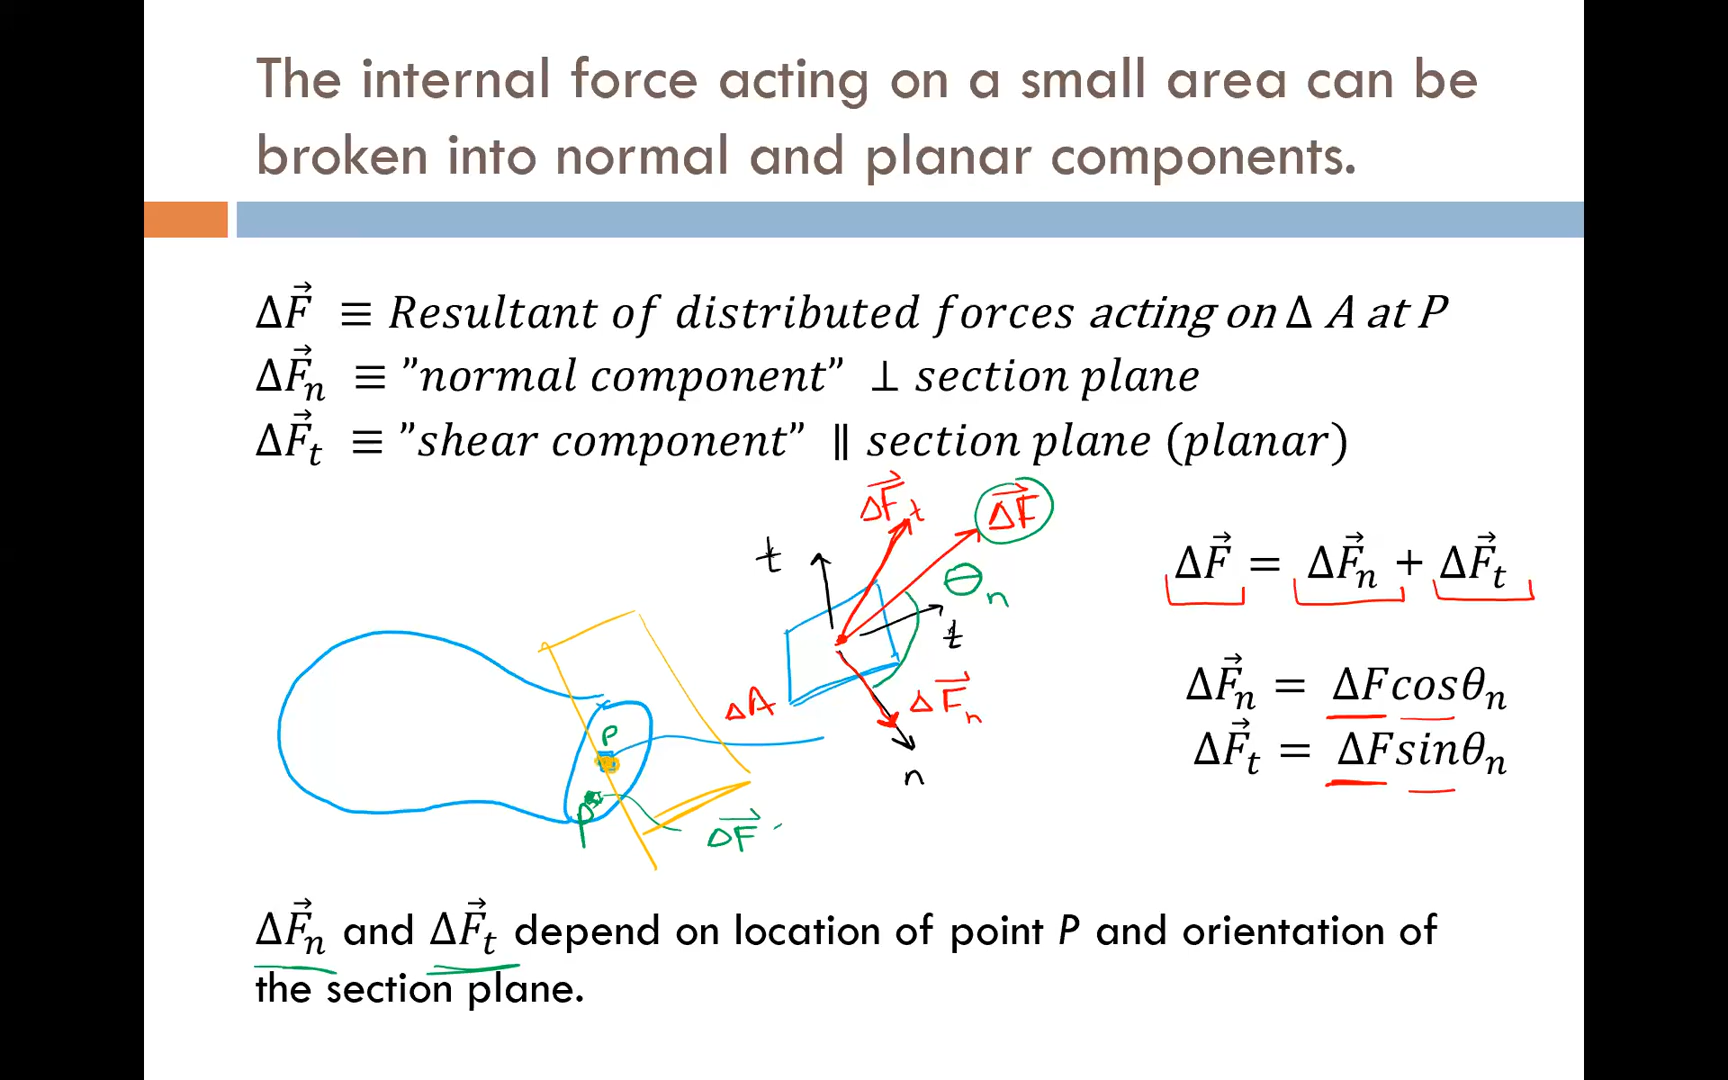 The internal force acting on a small area can be
broken into normal and planar components.
ΔF⃗ ≡ Resultant of distributed forces acting on Δ A at P
ΔF⃗ₙ ≡ ”normal component” ⊥ section plane
ΔF⃗ₜ ≡ ”shear component” ∥ section plane (planar)
ΔF⃗ₜ
ΔF⃗
t
θₙ
t
ΔA
ΔF⃗ₙ
n
P
P
ΔF⃗
ΔF⃗ = ΔF⃗ₙ + ΔF⃗ₜ
ΔF⃗ₙ = ΔFcosθₙ
ΔF⃗ₜ = ΔFsinθₙ
ΔF⃗ₙ and ΔF⃗ₜ depend on location of point P and orientation of
the section plane.